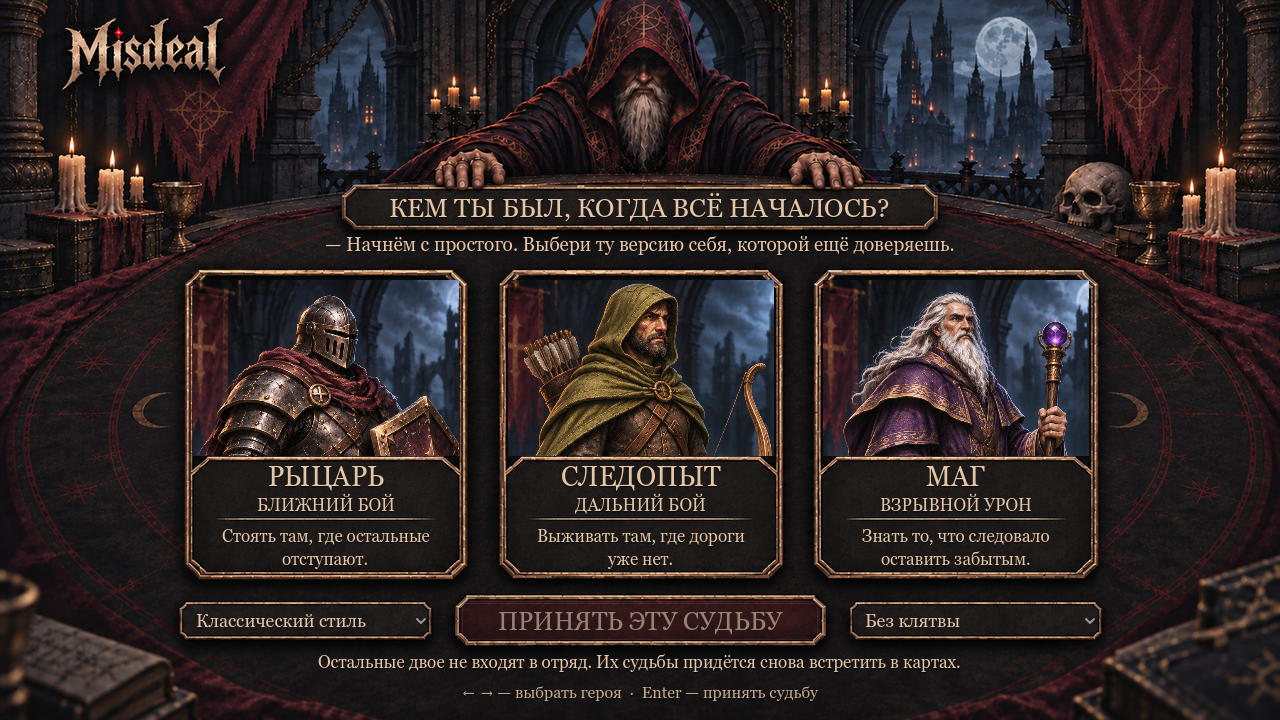 Misdeal
КЕМ ТЫ БЫЛ, КОГДА ВСЁ НАЧАЛОСЬ?
— Начнём с простого. Выбери ту версию себя, которой ещё доверяешь.
РЫЦАРЬ
БЛИЖНИЙ БОЙ
Стоять там, где остальные
отступают.
СЛЕДОПЫТ
ДАЛЬНИЙ БОЙ
Выживать там, где дороги
уже нет.
МАГ
ВЗРЫВНОЙ УРОН
Знать то, что следовало
оставить забытым.
Классический стиль
ПРИНЯТЬ ЭТУ СУДЬБУ
Без клятвы
Остальные двое не входят в отряд. Их судьбы придётся снова встретить в картах.
← → — выбрать героя · Enter — принять судьбу